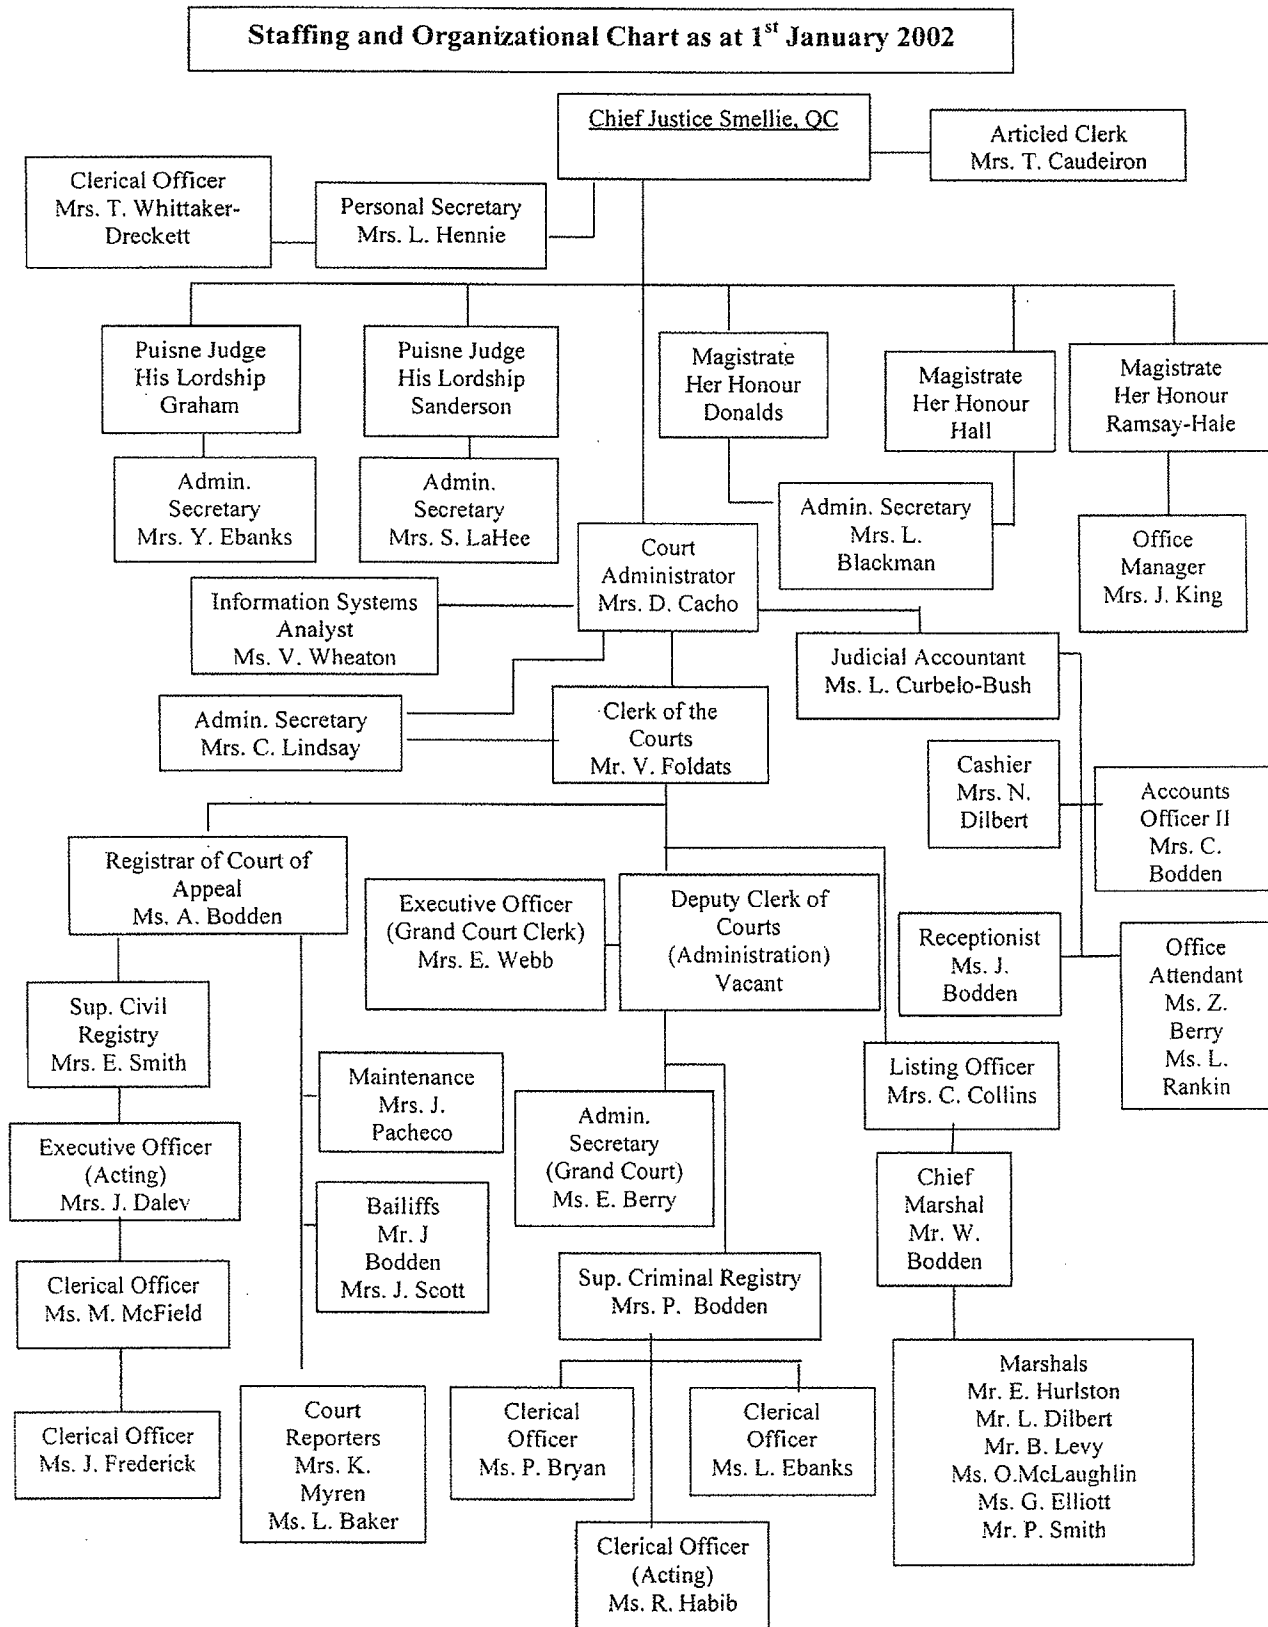 Staffing and Organizational Chart as at 1st January 2002
Chief Justice Smellie, QC
Articled Clerk
Mrs. T. Caudeiron
Clerical Officer
Mrs. T. Whittaker-
Dreckett
Personal Secretary
Mrs. L. Hennie
Puisne Judge
His Lordship
Graham
Puisne Judge
His Lordship
Sanderson
Magistrate
Her Honour
Donalds
Magistrate
Her Honour
Hall
Magistrate
Her Honour
Ramsay-Hale
Admin.
Secretary
Mrs. Y. Ebanks
Admin.
Secretary
Mrs. S. LaHee
Admin. Secretary
Mrs. L.
Blackman
Office
Manager
Mrs. J. King
Court
Administrator
Mrs. D. Cacho
Information Systems
Analyst
Ms. V. Wheaton
Judicial Accountant
Ms. L. Curbelo-Bush
Admin. Secretary
Mrs. C. Lindsay
Clerk of the
Courts
Mr. V. Foldats
Cashier
Mrs. N.
Dilbert
Accounts
Officer II
Mrs. C.
Bodden
Registrar of Court of
Appeal
Ms. A. Bodden
Executive Officer
(Grand Court Clerk)
Mrs. E. Webb
Deputy Clerk of
Courts
(Administration)
Vacant
Receptionist
Ms. J.
Bodden
Office
Attendant
Ms. Z.
Berry
Ms. L.
Rankin
Sup. Civil
Registry
Mrs. E. Smith
Maintenance
Mrs. J.
Pacheco
Admin.
Secretary
(Grand Court)
Ms. E. Berry
Listing Officer
Mrs. C. Collins
Executive Officer
(Acting)
Mrs. J. Daley
Bailiffs
Mr. J
Bodden
Mrs. J. Scott
Chief
Marshal
Mr. W.
Bodden
Clerical Officer
Ms. M. McField
Sup. Criminal Registry
Mrs. P. Bodden
Clerical Officer
Ms. J. Frederick
Court
Reporters
Mrs. K.
Myren
Ms. L. Baker
Clerical
Officer
Ms. P. Bryan
Clerical
Officer
Ms. L. Ebanks
Marshals
Mr. E. Hurlston
Mr. L. Dilbert
Mr. B. Levy
Ms. O.McLaughlin
Ms. G. Elliott
Mr. P. Smith
Clerical Officer
(Acting)
Ms. R. Habib